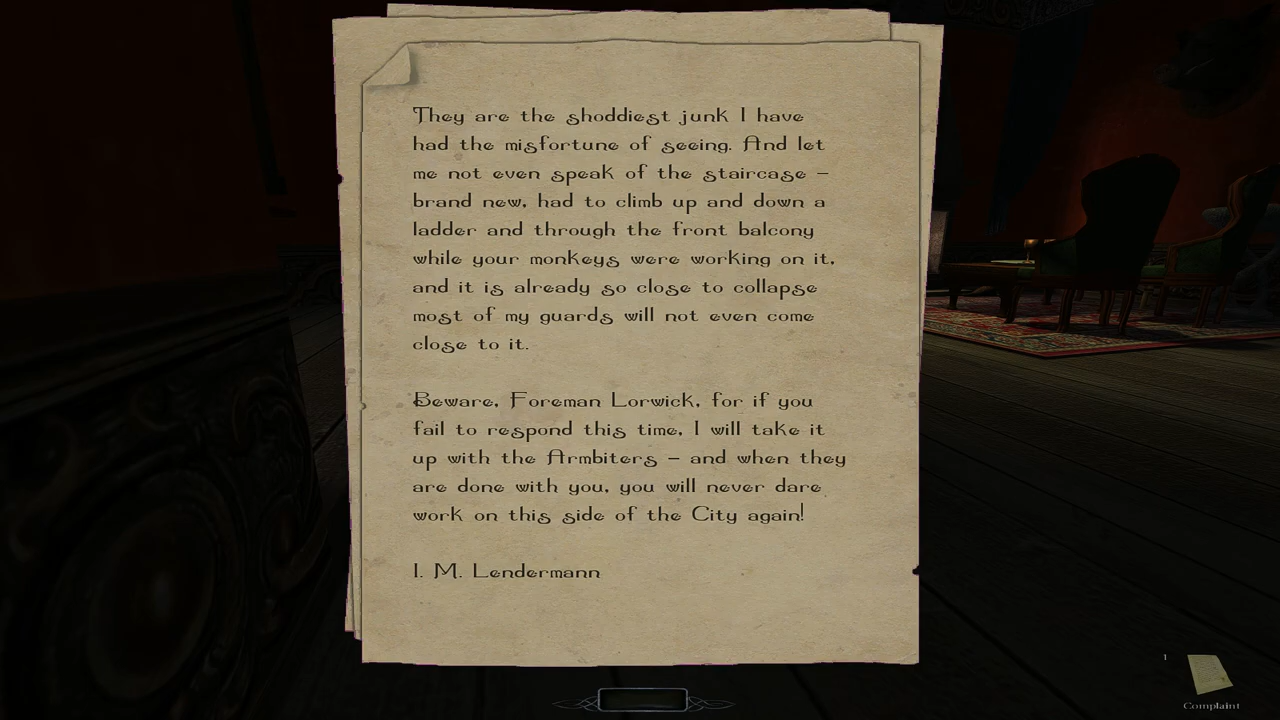 They are the shoddiest junk I have
had the misfortune of seeing. And let
me not even speak of the staircase –
brand new, had to climb up and down a
ladder and through the front balcony
while your monkeys were working on it,
and it is already so close to collapse
most of my guards will not even come
close to it.
Beware, Foreman Lorwick, for if you
fail to respond this time, I will take it
up with the Armbiters – and when they
are done with you, you will never dare
work on this side of the City again!
I. M. Lendermann
1
Complaint